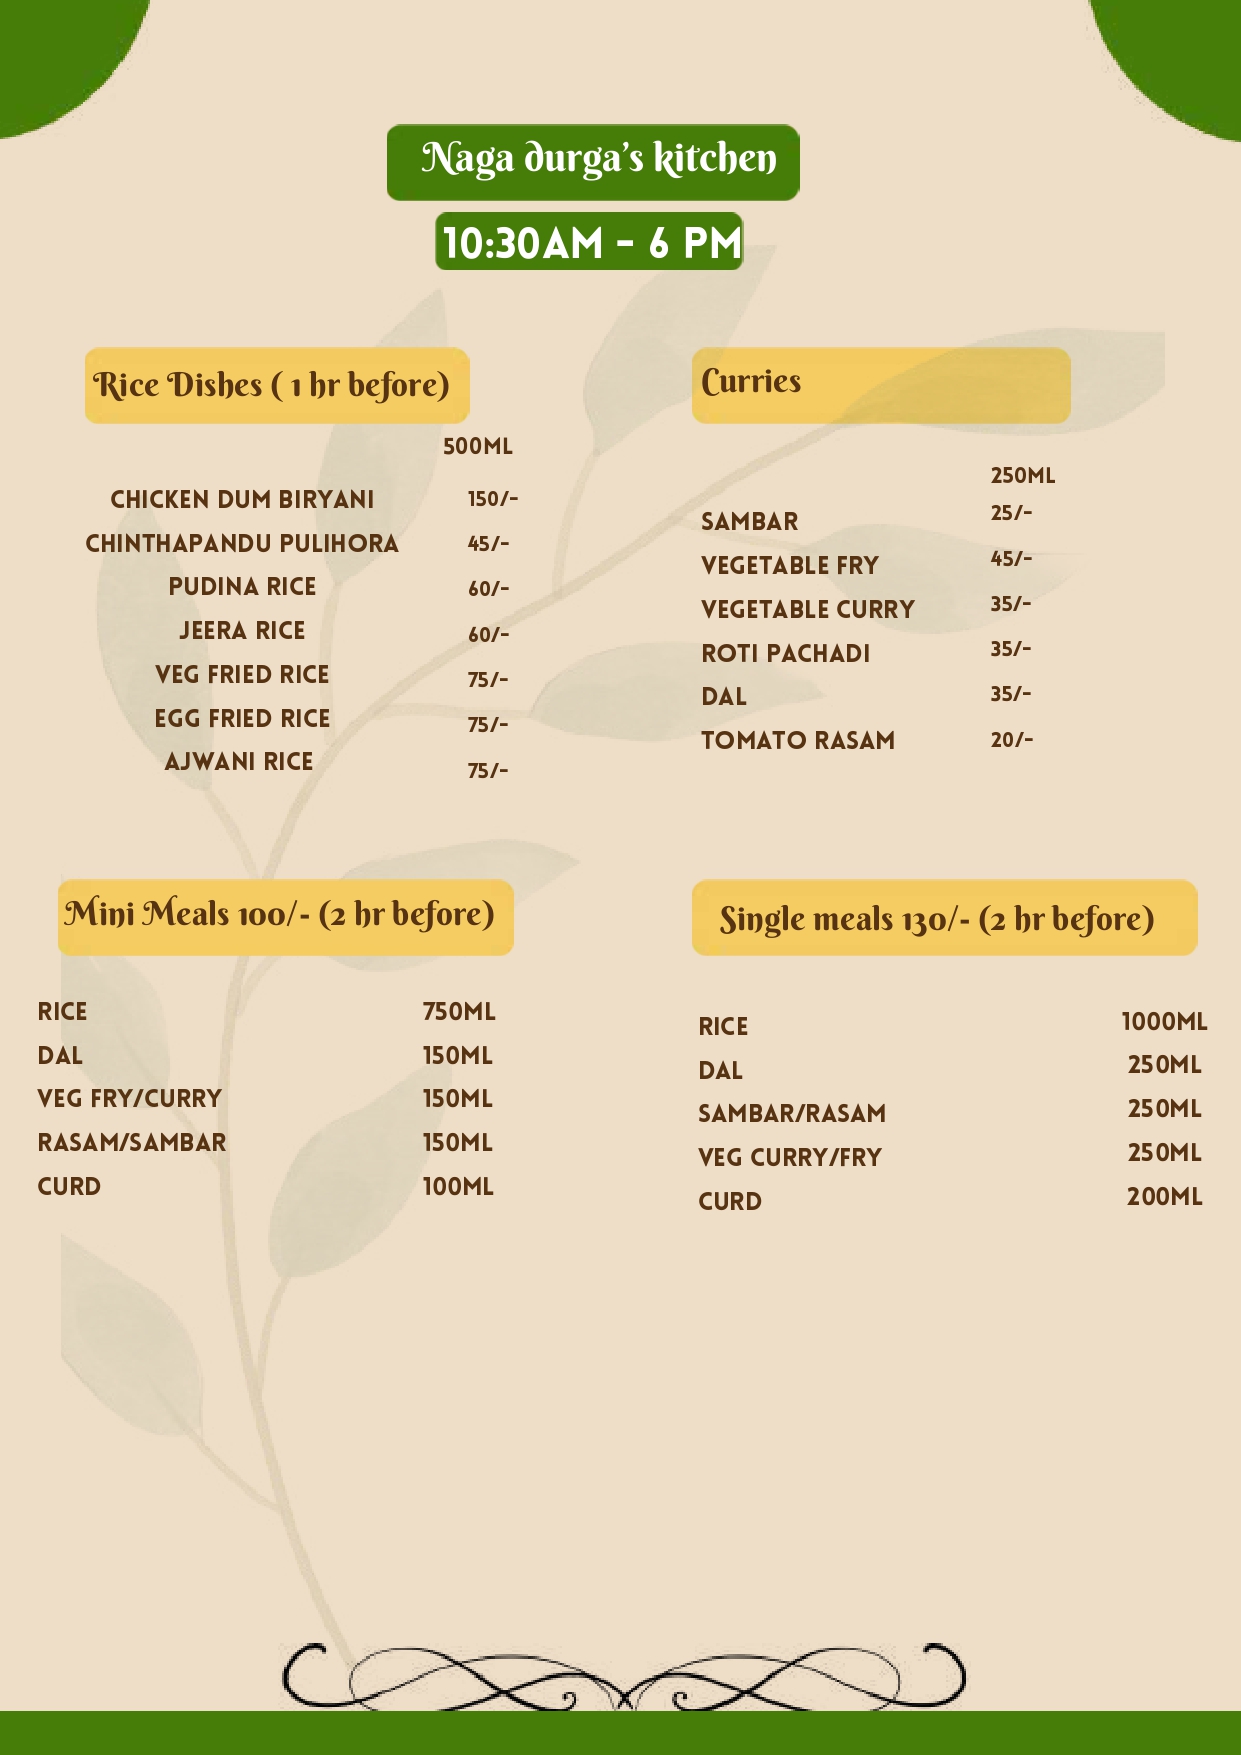 Naga durga's kitchen
10:30AM - 6 PM
Rice Dishes ( 1 hr before)
500ML
CHICKEN DUM BIRYANI 150/-
CHINTHAPANDU PULIHORA 45/-
PUDINA RICE 60/-
JEERA RICE 60/-
VEG FRIED RICE 75/-
EGG FRIED RICE 75/-
AJWANI RICE 75/-
Curries
250ML
SAMBAR 25/-
VEGETABLE FRY 45/-
VEGETABLE CURRY 35/-
ROTI PACHADI 35/-
DAL 35/-
TOMATO RASAM 20/-
Mini Meals 100/- (2 hr before)
RICE 750ML
DAL 150ML
VEG FRY/CURRY 150ML
RASAM/SAMBAR 150ML
CURD 100ML
Single meals 130/- (2 hr before)
RICE 1000ML
DAL 250ML
SAMBAR/RASAM 250ML
VEG CURRY/FRY 250ML
CURD 200ML